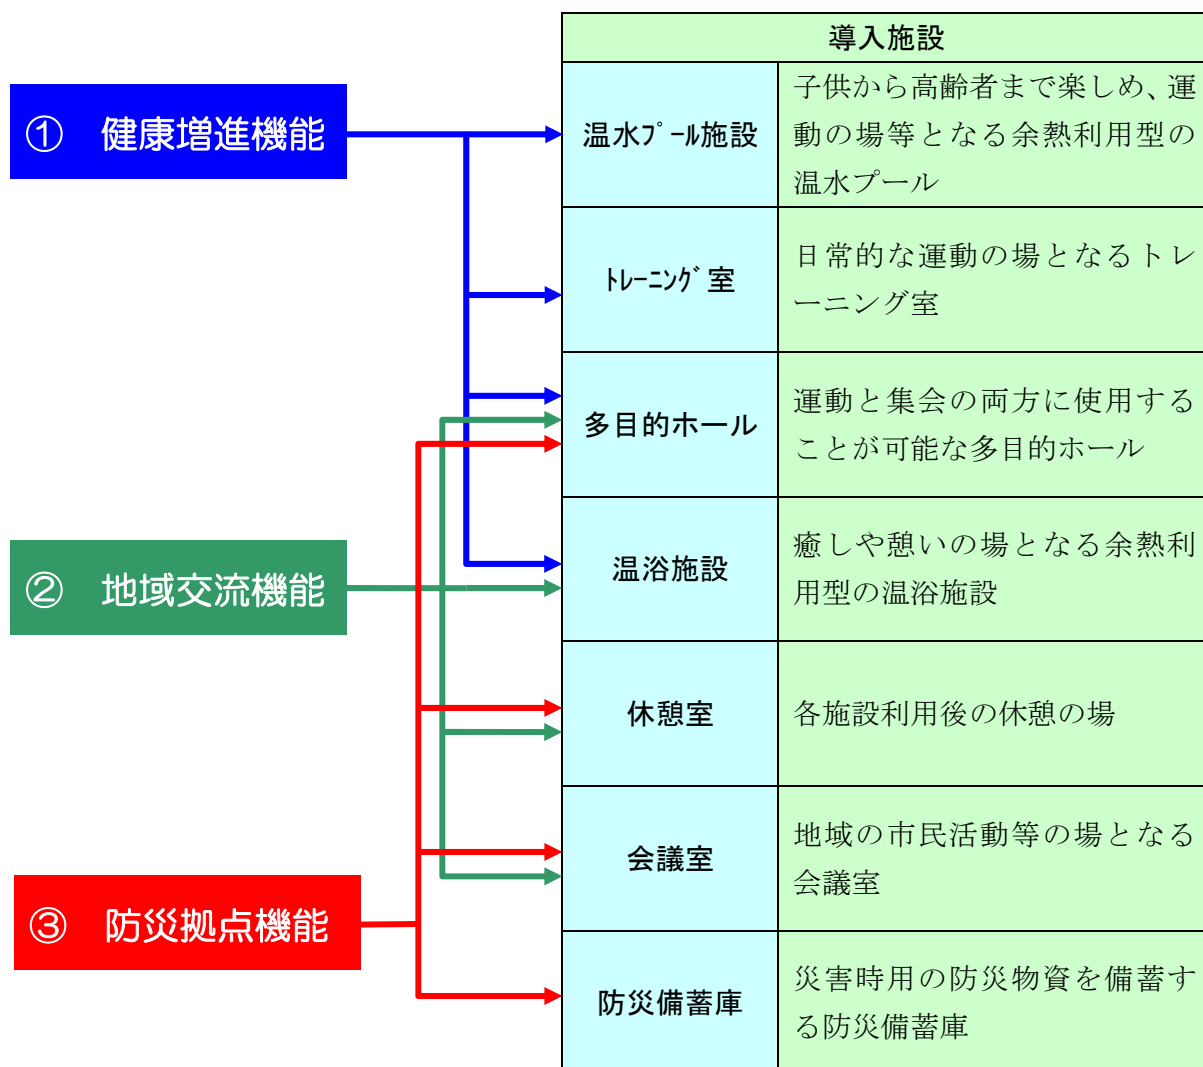 導入施設
① 健康増進機能
温水ﾌﾟｰﾙ施設
子供から高齢者まで楽しめ、運
動の場等となる余熱利用型の
温水プール
ﾄﾚｰﾆﾝｸﾞ室
日常的な運動の場となるトレ
ーニング室
多目的ホール
運動と集会の両方に使用する
ことが可能な多目的ホール
② 地域交流機能
温浴施設
癒しや憩いの場となる余熱利
用型の温浴施設
休憩室
各施設利用後の休憩の場
会議室
地域の市民活動等の場となる
会議室
③ 防災拠点機能
防災備蓄庫
災害時用の防災物資を備蓄す
る防災備蓄庫